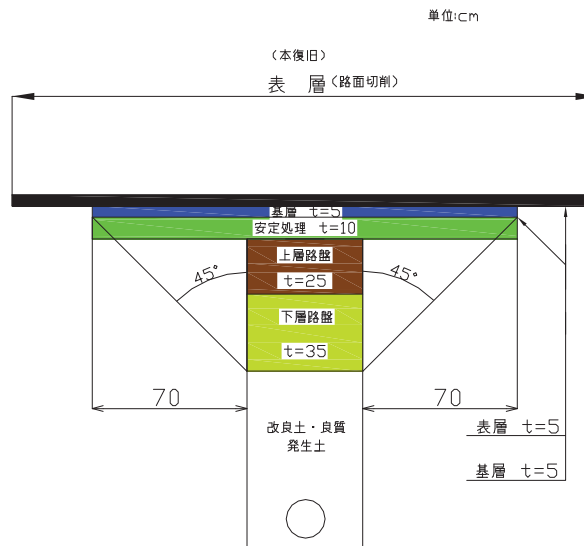 単位:cm
(本復旧)
表 層(路面切削)
基層 t=5
安定処理 t=10
上層路盤
t=25
45°
45°
下層路盤
t=35
70
70
改良土・良質
発生土
表層 t=5
基層 t=5